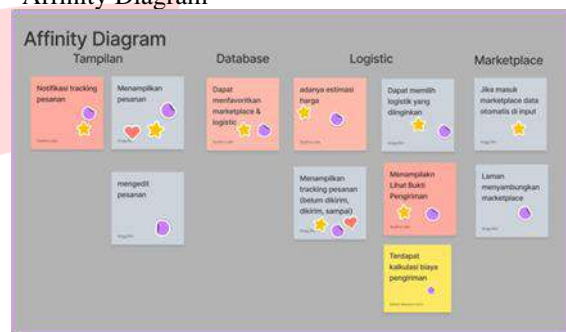 Affinity Diagram
Affinity Diagram
Tampilan
Database
Logistic
Marketplace
Notifikasi tracking
pesanan
Menampilkan
pesanan
Dapat
menfavoritkan
marketplace &
logistic
adanya estimasi
harga
Dapat memilih
logistik yang
diinginkan
Jika masuk
marketplace data
otomatis di input
mengedit
pesanan
Menampilkan
tracking pesanan
(belum dikirim,
dikirim, sampai)
Menampilakn
Lihat Bukti
Pengiriman
Laman
menyambungkan
marketplace
Terdapat
kalkulasi biaya
pengiriman